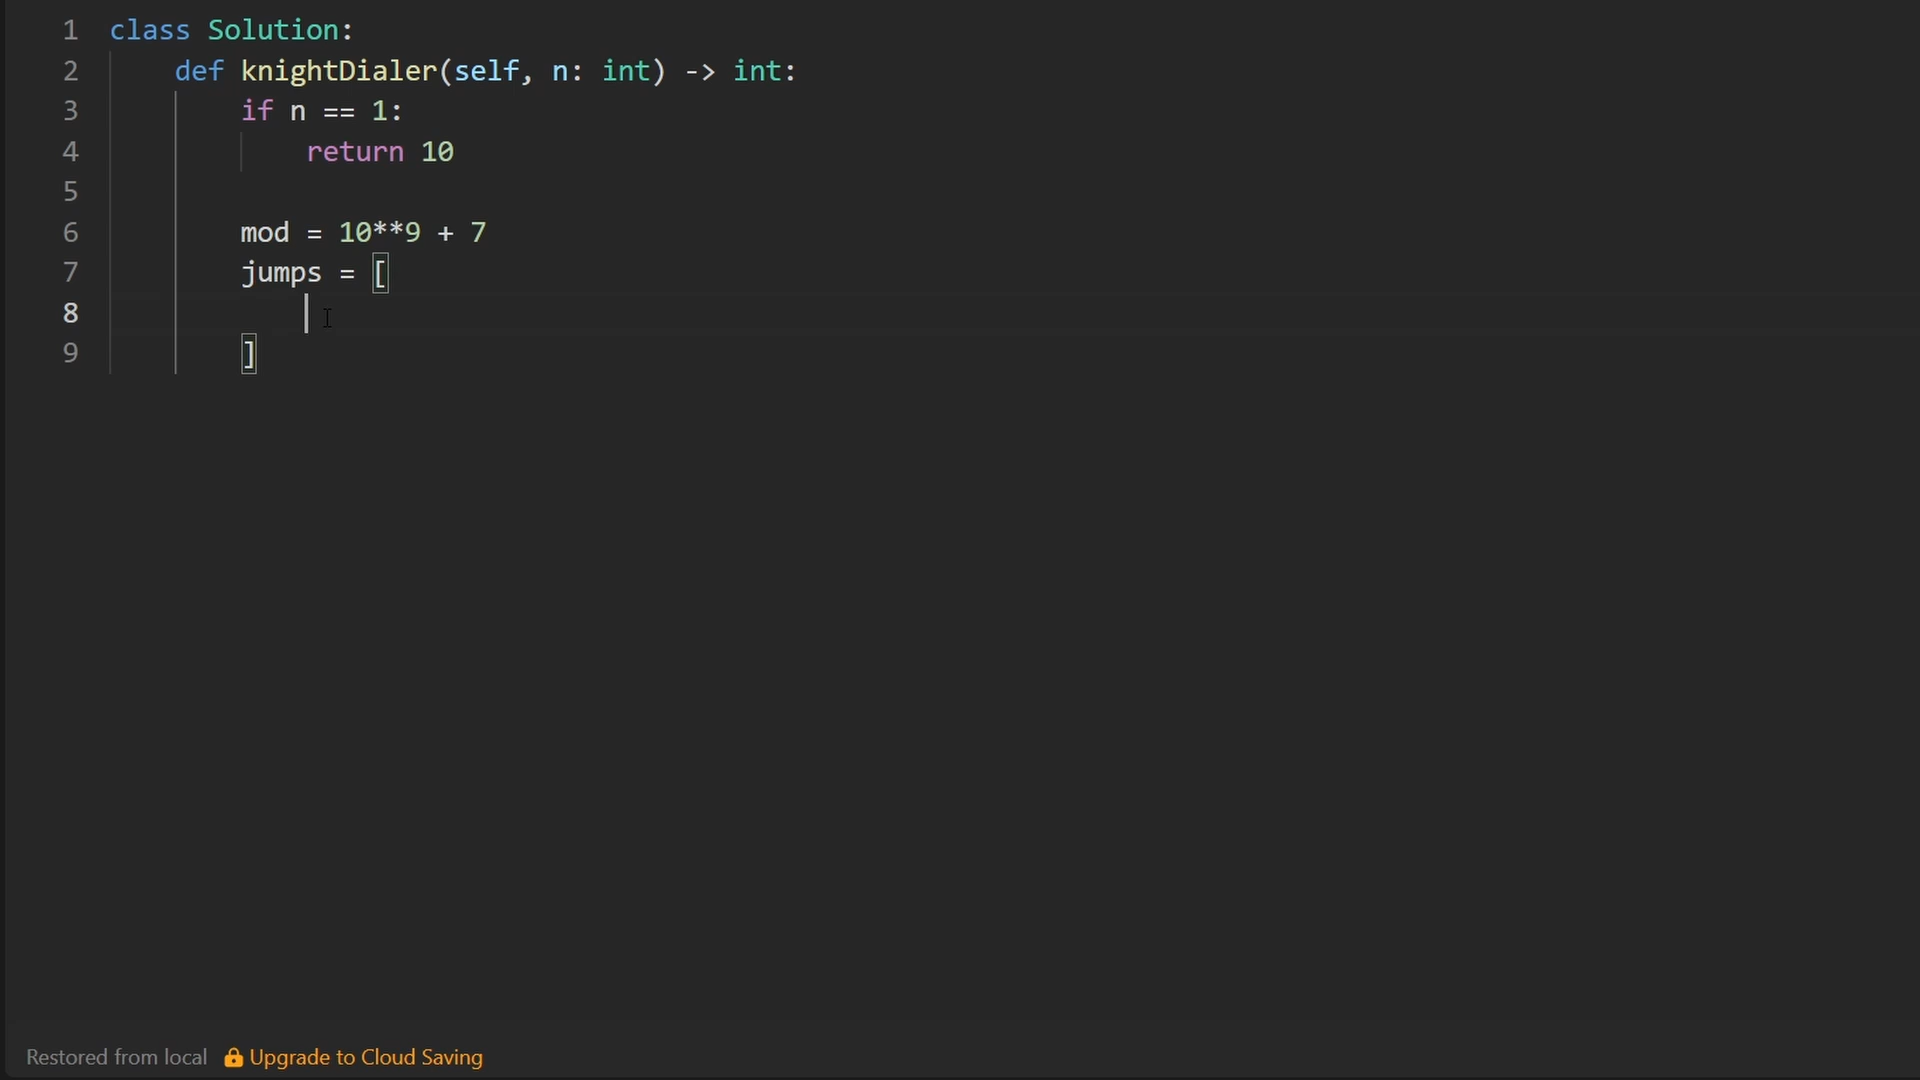 1 class Solution:
2 def knightDialer(self, n: int) -> int:
3 if n == 1:
4 return 10
5
6 mod = 10**9 + 7
7 jumps = [
8
9 ]
Restored from local Upgrade to Cloud Saving